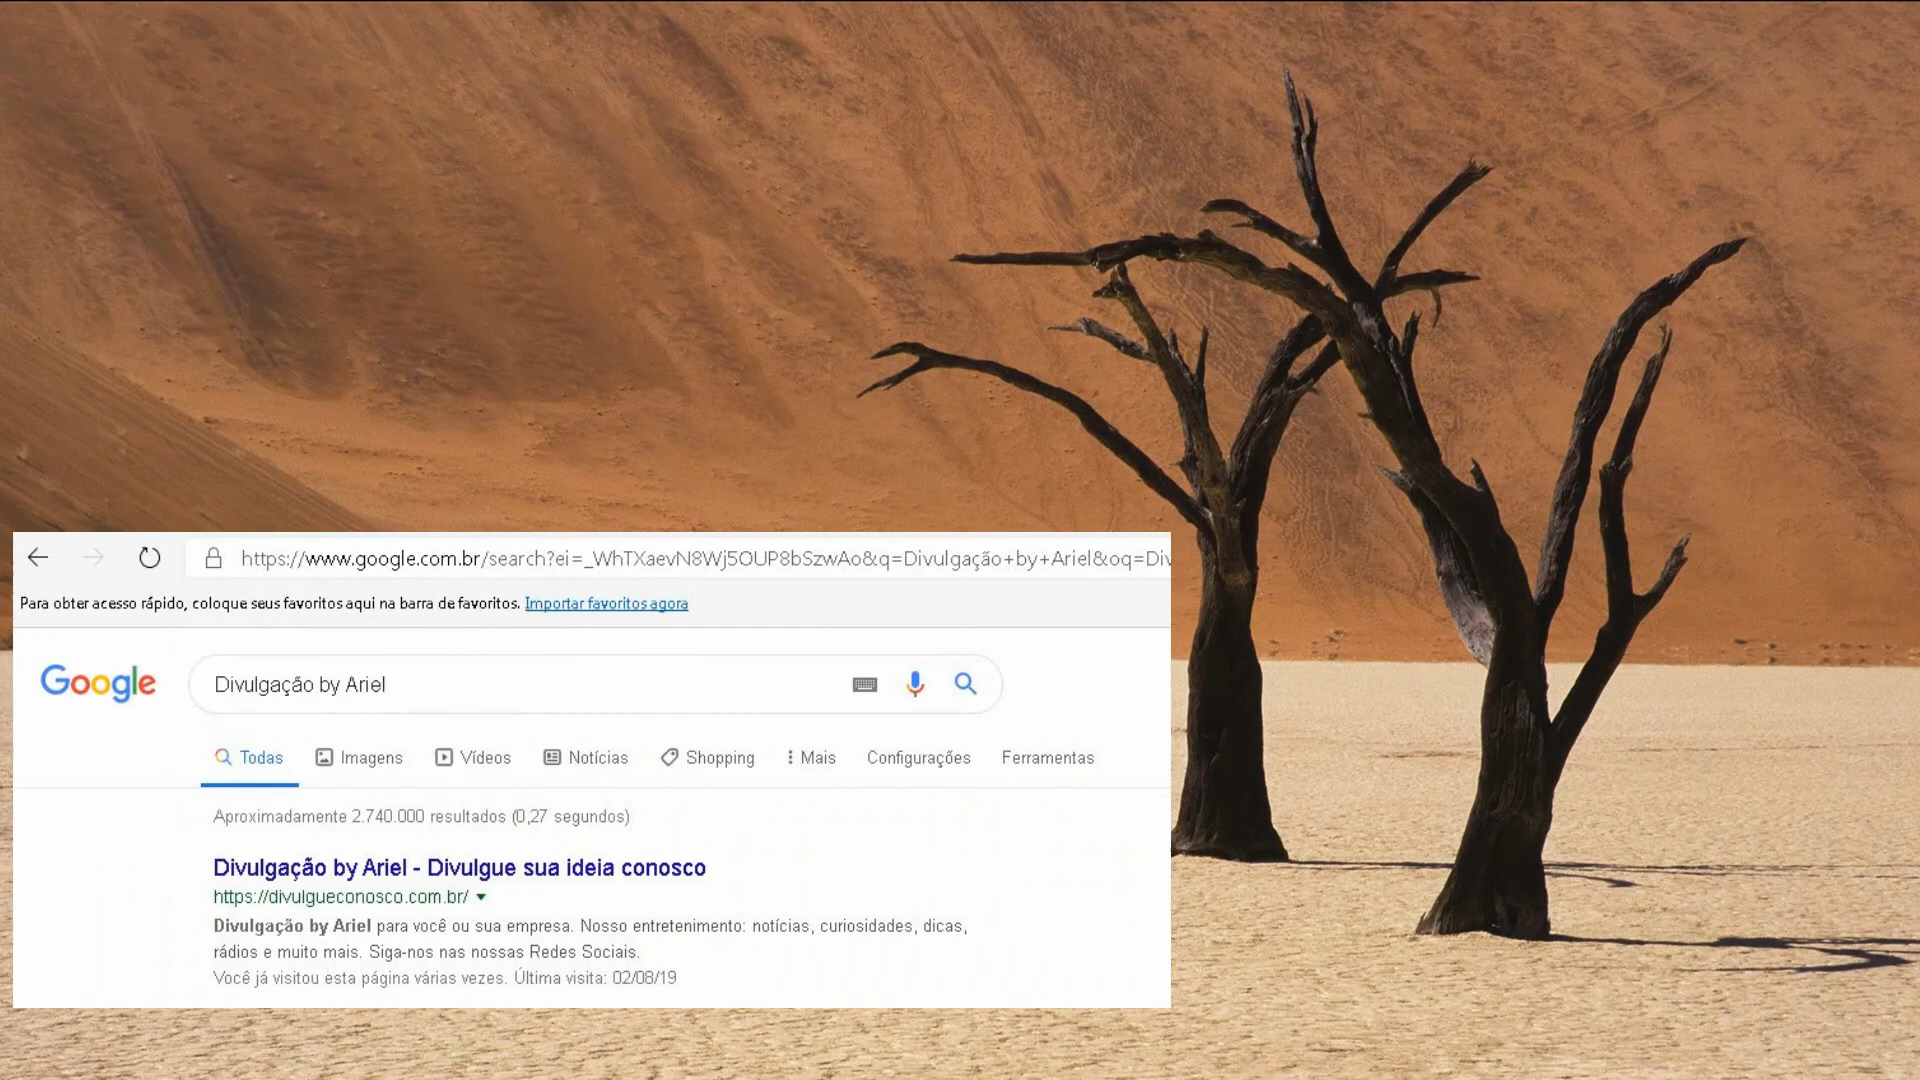 https://www.google.com.br/search?ei=_WhTXaevN8Wj5OUP8bSzwAo&q=Divulgação+by+Ariel&oq=Div
Para obter acesso rápido, coloque seus favoritos aqui na barra de favoritos. Importar favoritos agora
Google
Divulgação by Ariel
Todas Imagens Vídeos Notícias Shopping Mais Configurações Ferramentas
Aproximadamente 2.740.000 resultados (0,27 segundos)
Divulgação by Ariel - Divulgue sua ideia conosco
https://divulgueconosco.com.br/
Divulgação by Ariel para você ou sua empresa. Nosso entretenimento: notícias, curiosidades, dicas,
rádios e muito mais. Siga-nos nas nossas Redes Sociais.
Você já visitou esta página várias vezes. Última visita: 02/08/19